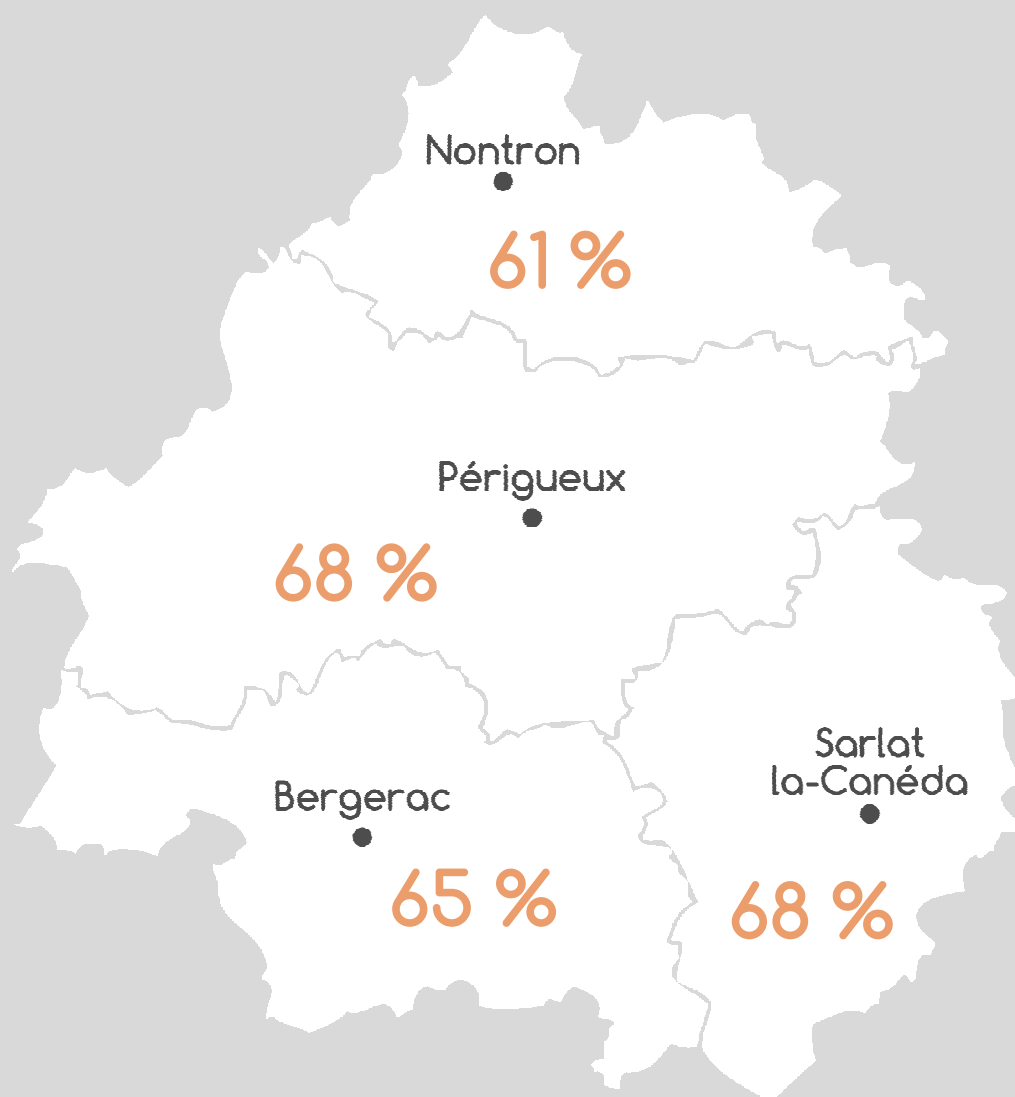 Nontron
61 %
Périgueux
68 %
Sarlat
la-Canéda
68 %
Bergerac
65 %